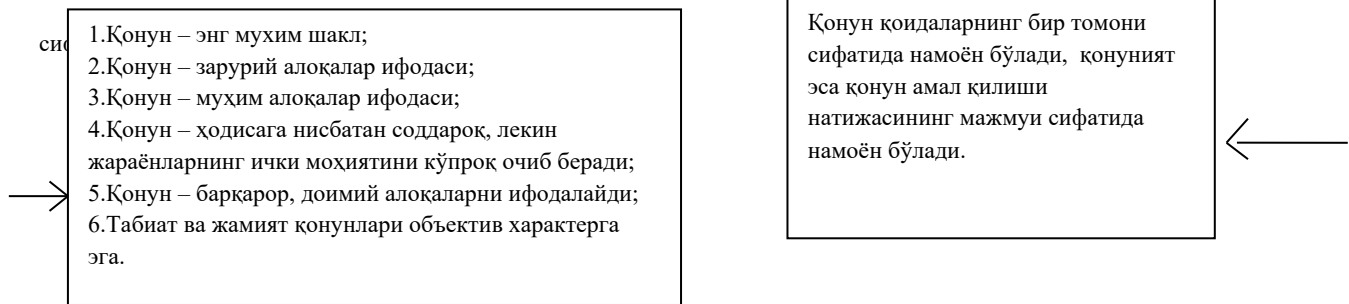 1.Қонун – энг мухим шакл;
2.Қонун – зарурий алоқалар ифодаси;
3.Қонун – муҳим алоқалар ифодаси;
4.Қонун – ҳодисага нисбатан соддароқ, лекин
жараёнларнинг ички моҳиятини кўпроқ очиб беради;
5.Қонун – барқарор, доимий алоқаларни ифодалайди;
6.Табиат ва жамият қонунлари объектив характерга
эга.
Қонун қоидаларнинг бир томони
сифатида намоён бўлади, қонуният
эса қонун амал қилиши
натижасининг мажмуи сифатида
намоён бўлади.